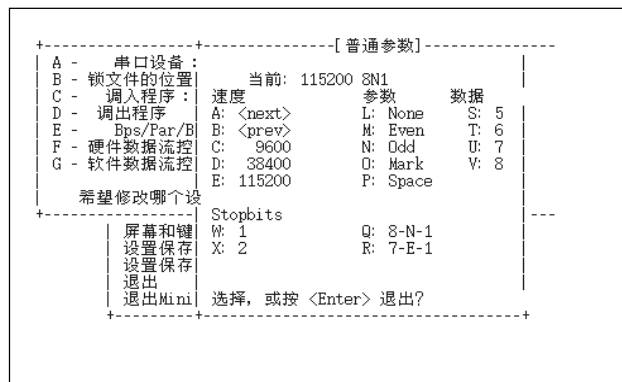 +-----------------+-------------[普通参数]------------------
| A -     串口设备 :
| B - 锁文件的位置|     当前: 115200 8N1
| C -   调入程序 :| 速度                 参数       数据
| D -  调出程序   | A: <next>            L: None     S: 5
| E -      Bps/Par/B| B: <prev>            M: Even     T: 6
| F - 硬件数据流控| C:   9600            N: Odd      U: 7
| G - 软件数据流控| D:  38400            O: Mark     V: 8
|                 | E: 115200            P: Space
|    希望修改哪个设
+-----------------| Stopbits                             |---
        | 屏幕和键| W: 1                 Q: 8-N-1
        | 设置保存| X: 2                 R: 7-E-1
        | 设置保存|
        | 退出    |
        | 退出Mini| 选择, 或按 <Enter> 退出?
        +---------+--------------------------------------+